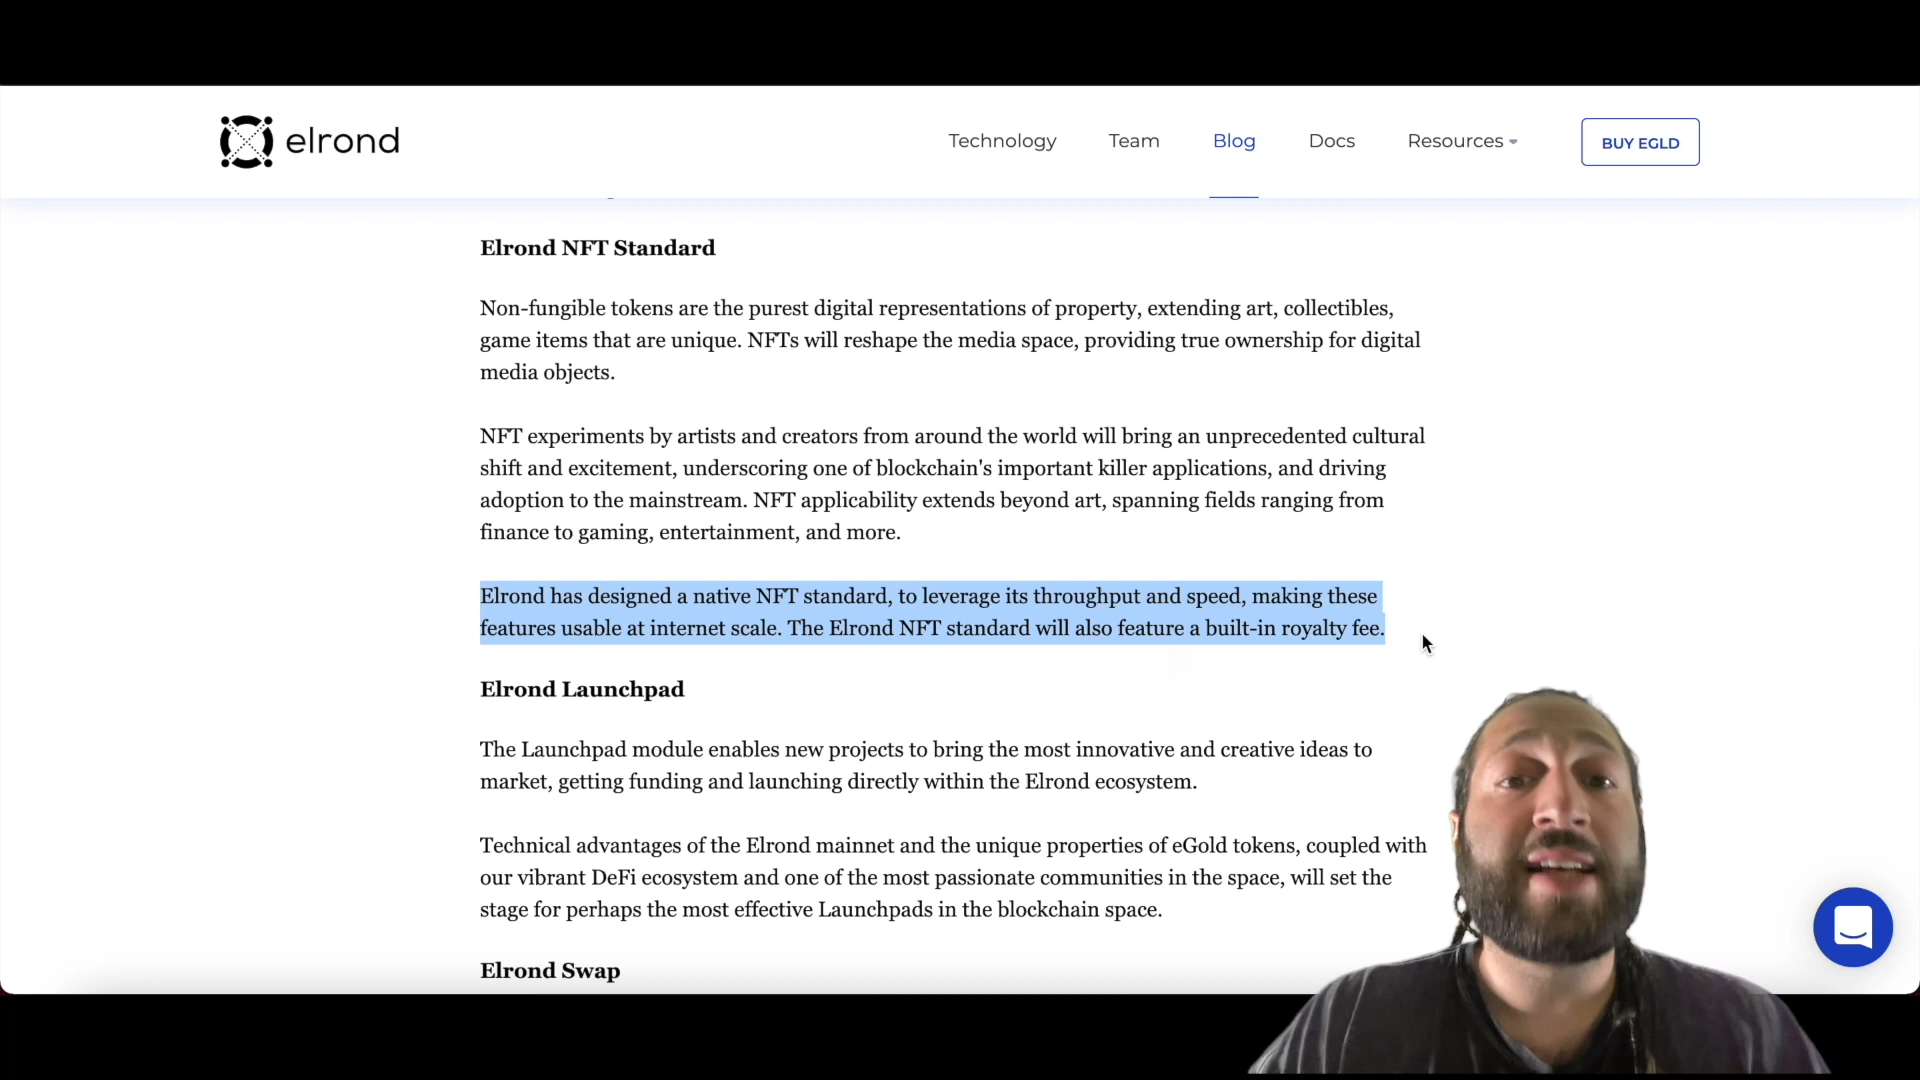 elrond
Technology Team Blog Docs Resources BUY EGLD
Elrond NFT Standard
Non-fungible tokens are the purest digital representations of property, extending art, collectibles,
game items that are unique. NFTs will reshape the media space, providing true ownership for digital
media objects.
NFT experiments by artists and creators from around the world will bring an unprecedented cultural
shift and excitement, underscoring one of blockchain's important killer applications, and driving
adoption to the mainstream. NFT applicability extends beyond art, spanning fields ranging from
finance to gaming, entertainment, and more.
Elrond has designed a native NFT standard, to leverage its throughput and speed, making these
features usable at internet scale. The Elrond NFT standard will also feature a built-in royalty fee.
Elrond Launchpad
The Launchpad module enables new projects to bring the most innovative and creative ideas to
market, getting funding and launching directly within the Elrond ecosystem.
Technical advantages of the Elrond mainnet and the unique properties of eGold tokens, coupled with
our vibrant DeFi ecosystem and one of the most passionate communities in the space, will set the
stage for perhaps the most effective Launchpads in the blockchain space.
Elrond Swap